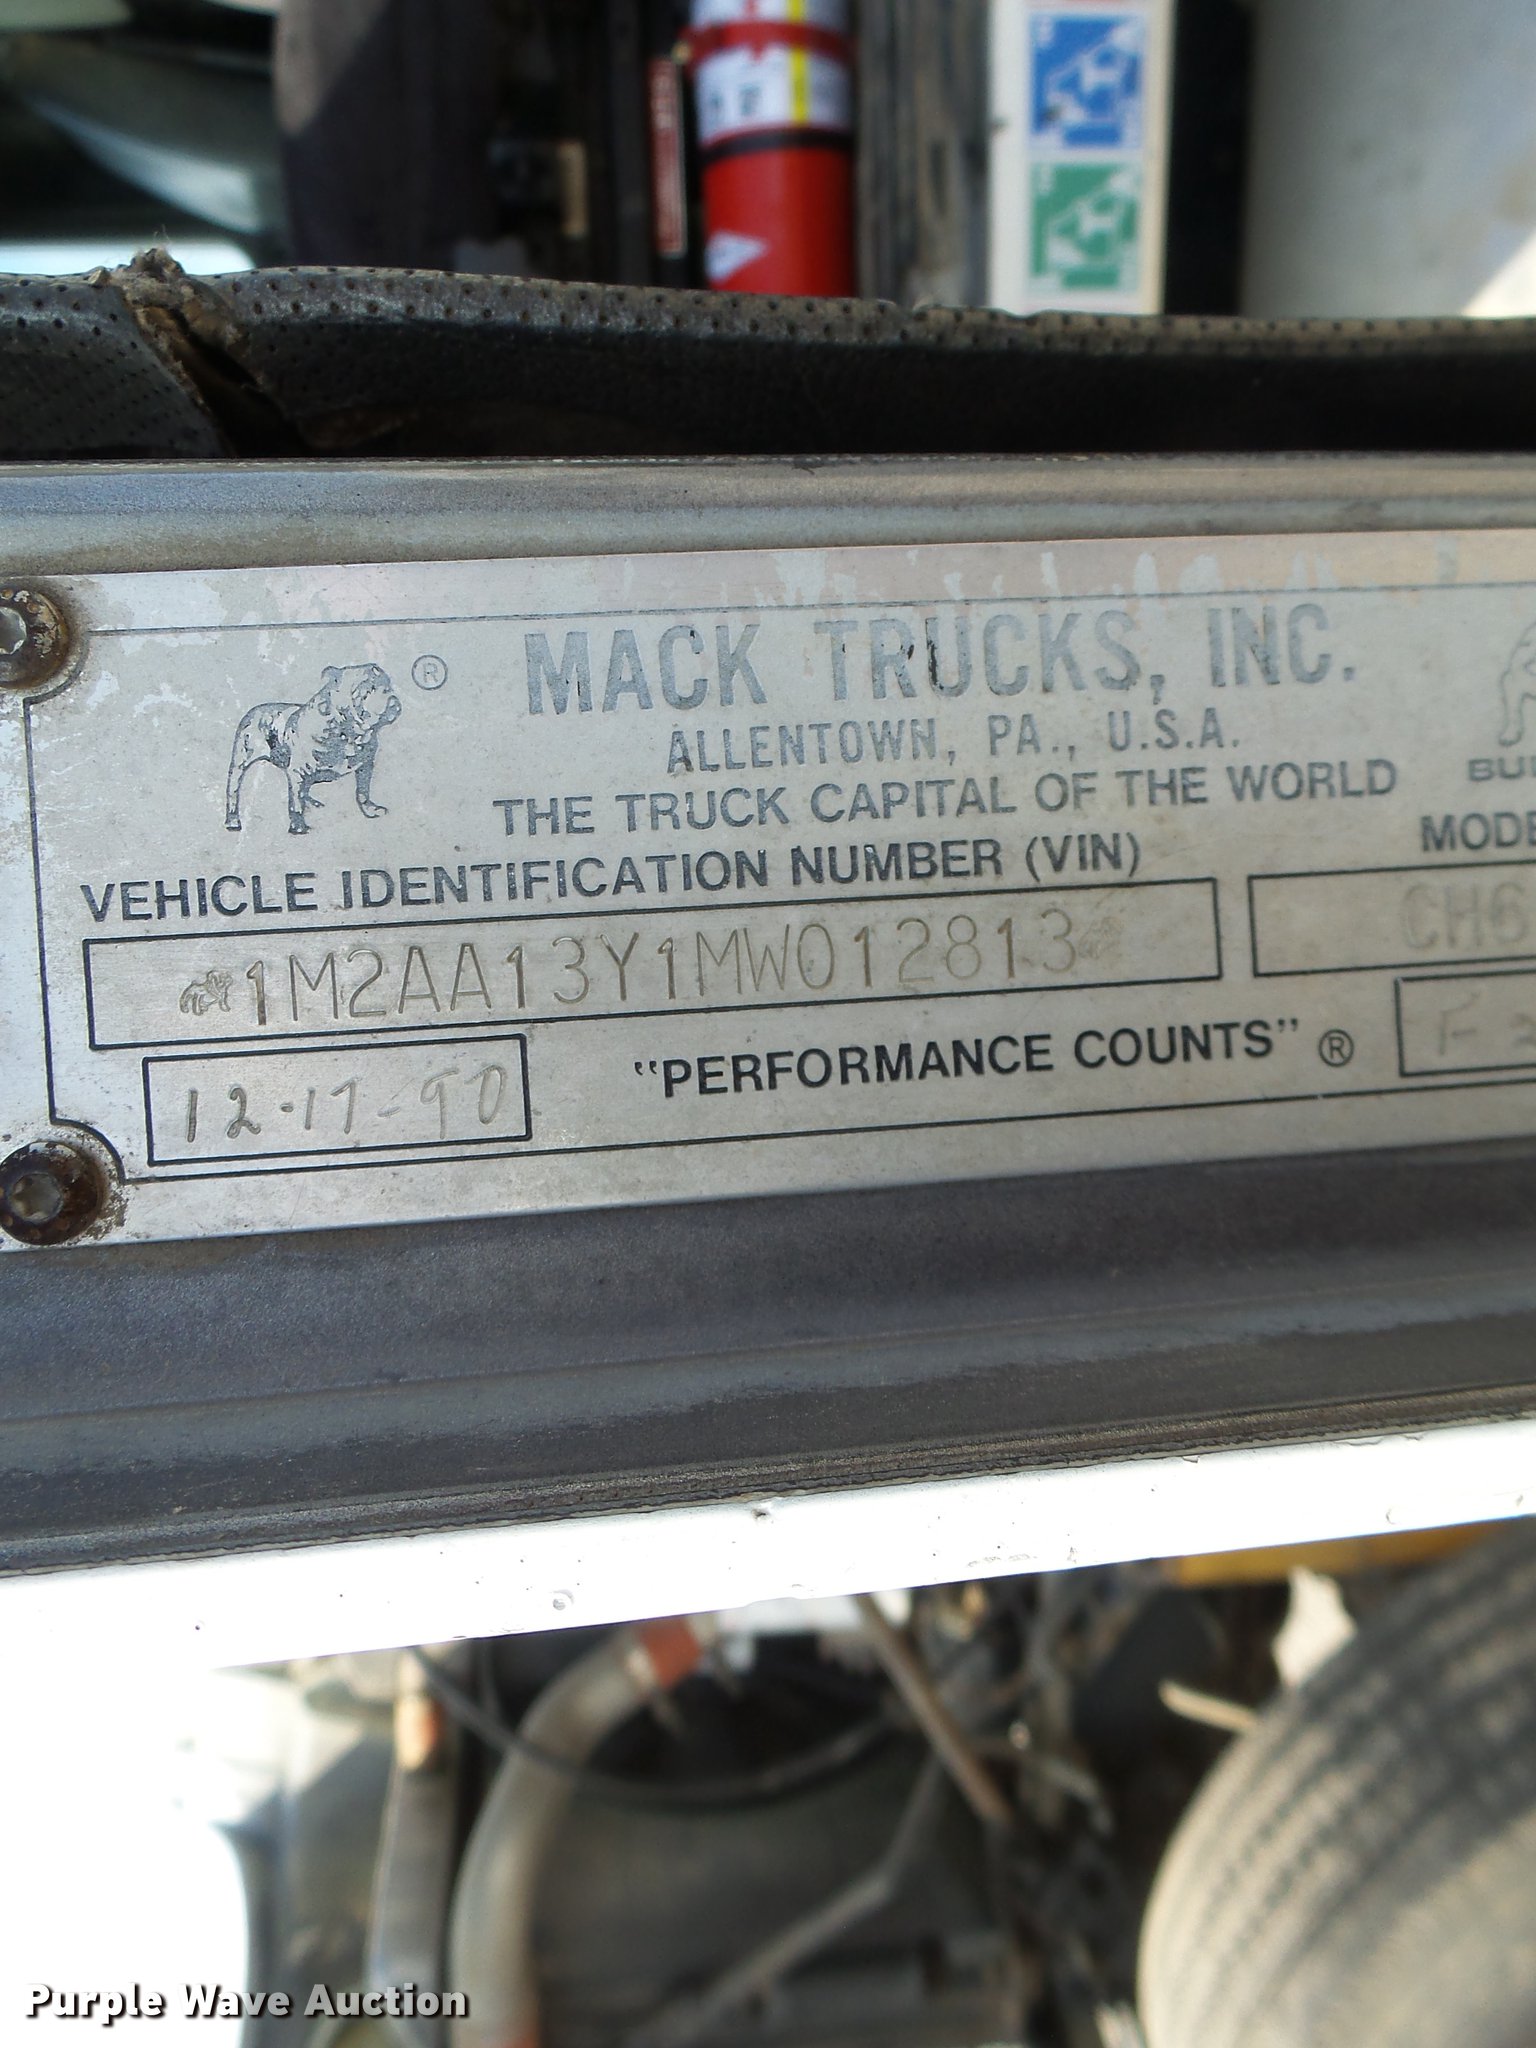 ®
MACK TRUCKS, INC.
ALLENTOWN, PA., U.S.A.
THE TRUCK CAPITAL OF THE WORLD
VEHICLE IDENTIFICATION NUMBER (VIN)
1M2AA13Y1MW012813
CH6
12-17-90
"PERFORMANCE COUNTS" ®
Purple Wave Auction